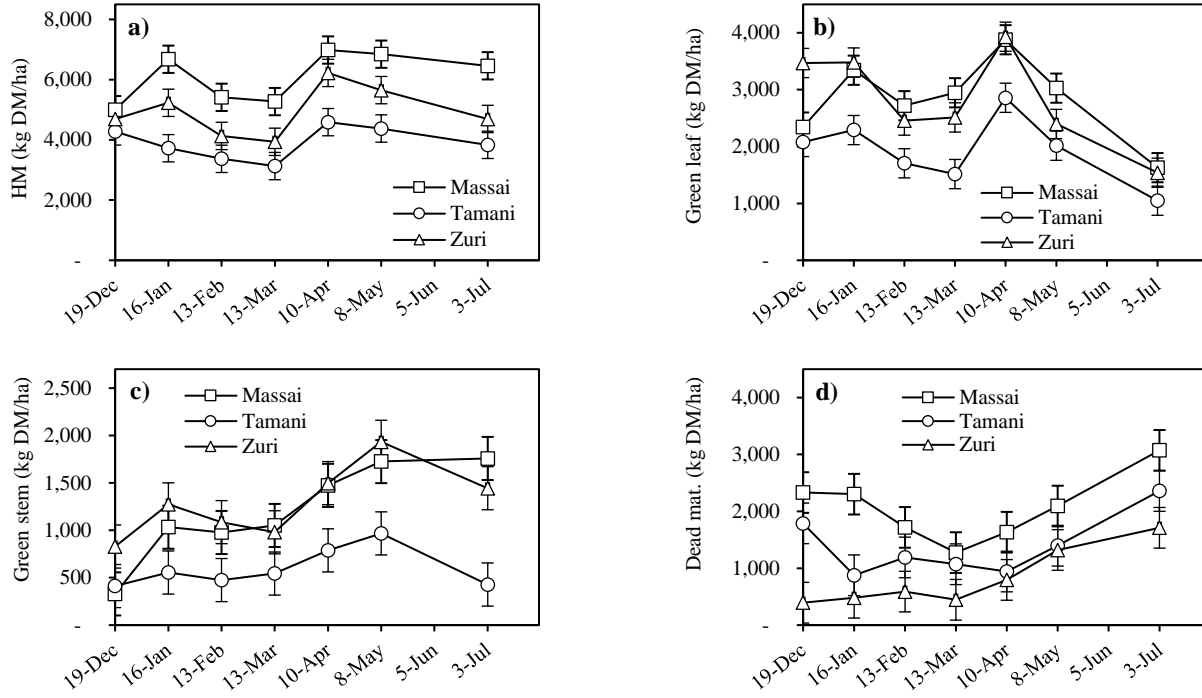 a)
HM (kg DM/ha)
8,000
6,000
4,000
2,000
-
Massai
Tamani
Zuri
19-Dec
16-Jan
13-Feb
13-Mar
10-Apr
8-May
5-Jun
3-Jul
b)
Green leaf (kg DM/ha)
4,000
3,000
2,000
1,000
-
Massai
Tamani
Zuri
19-Dec
16-Jan
13-Feb
13-Mar
10-Apr
8-May
5-Jun
3-Jul
c)
Green stem (kg DM/ha)
2,500
2,000
1,500
1,000
500
-
Massai
Tamani
Zuri
19-Dec
16-Jan
13-Feb
13-Mar
10-Apr
8-May
5-Jun
3-Jul
d)
Dead mat. (kg DM/ha)
4,000
3,000
2,000
1,000
-
Massai
Tamani
Zuri
19-Dec
16-Jan
13-Feb
13-Mar
10-Apr
8-May
5-Jun
3-Jul